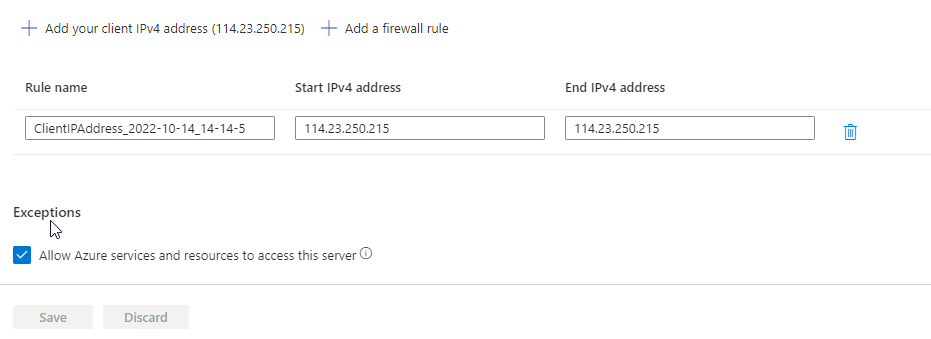 + Add your client IPv4 address (114.23.250.215) + Add a firewall rule
Rule name Start IPv4 address End IPv4 address
ClientIPAddress_2022-10-14_14-14-5 114.23.250.215 114.23.250.215
Exceptions
Allow Azure services and resources to access this server
Save Discard